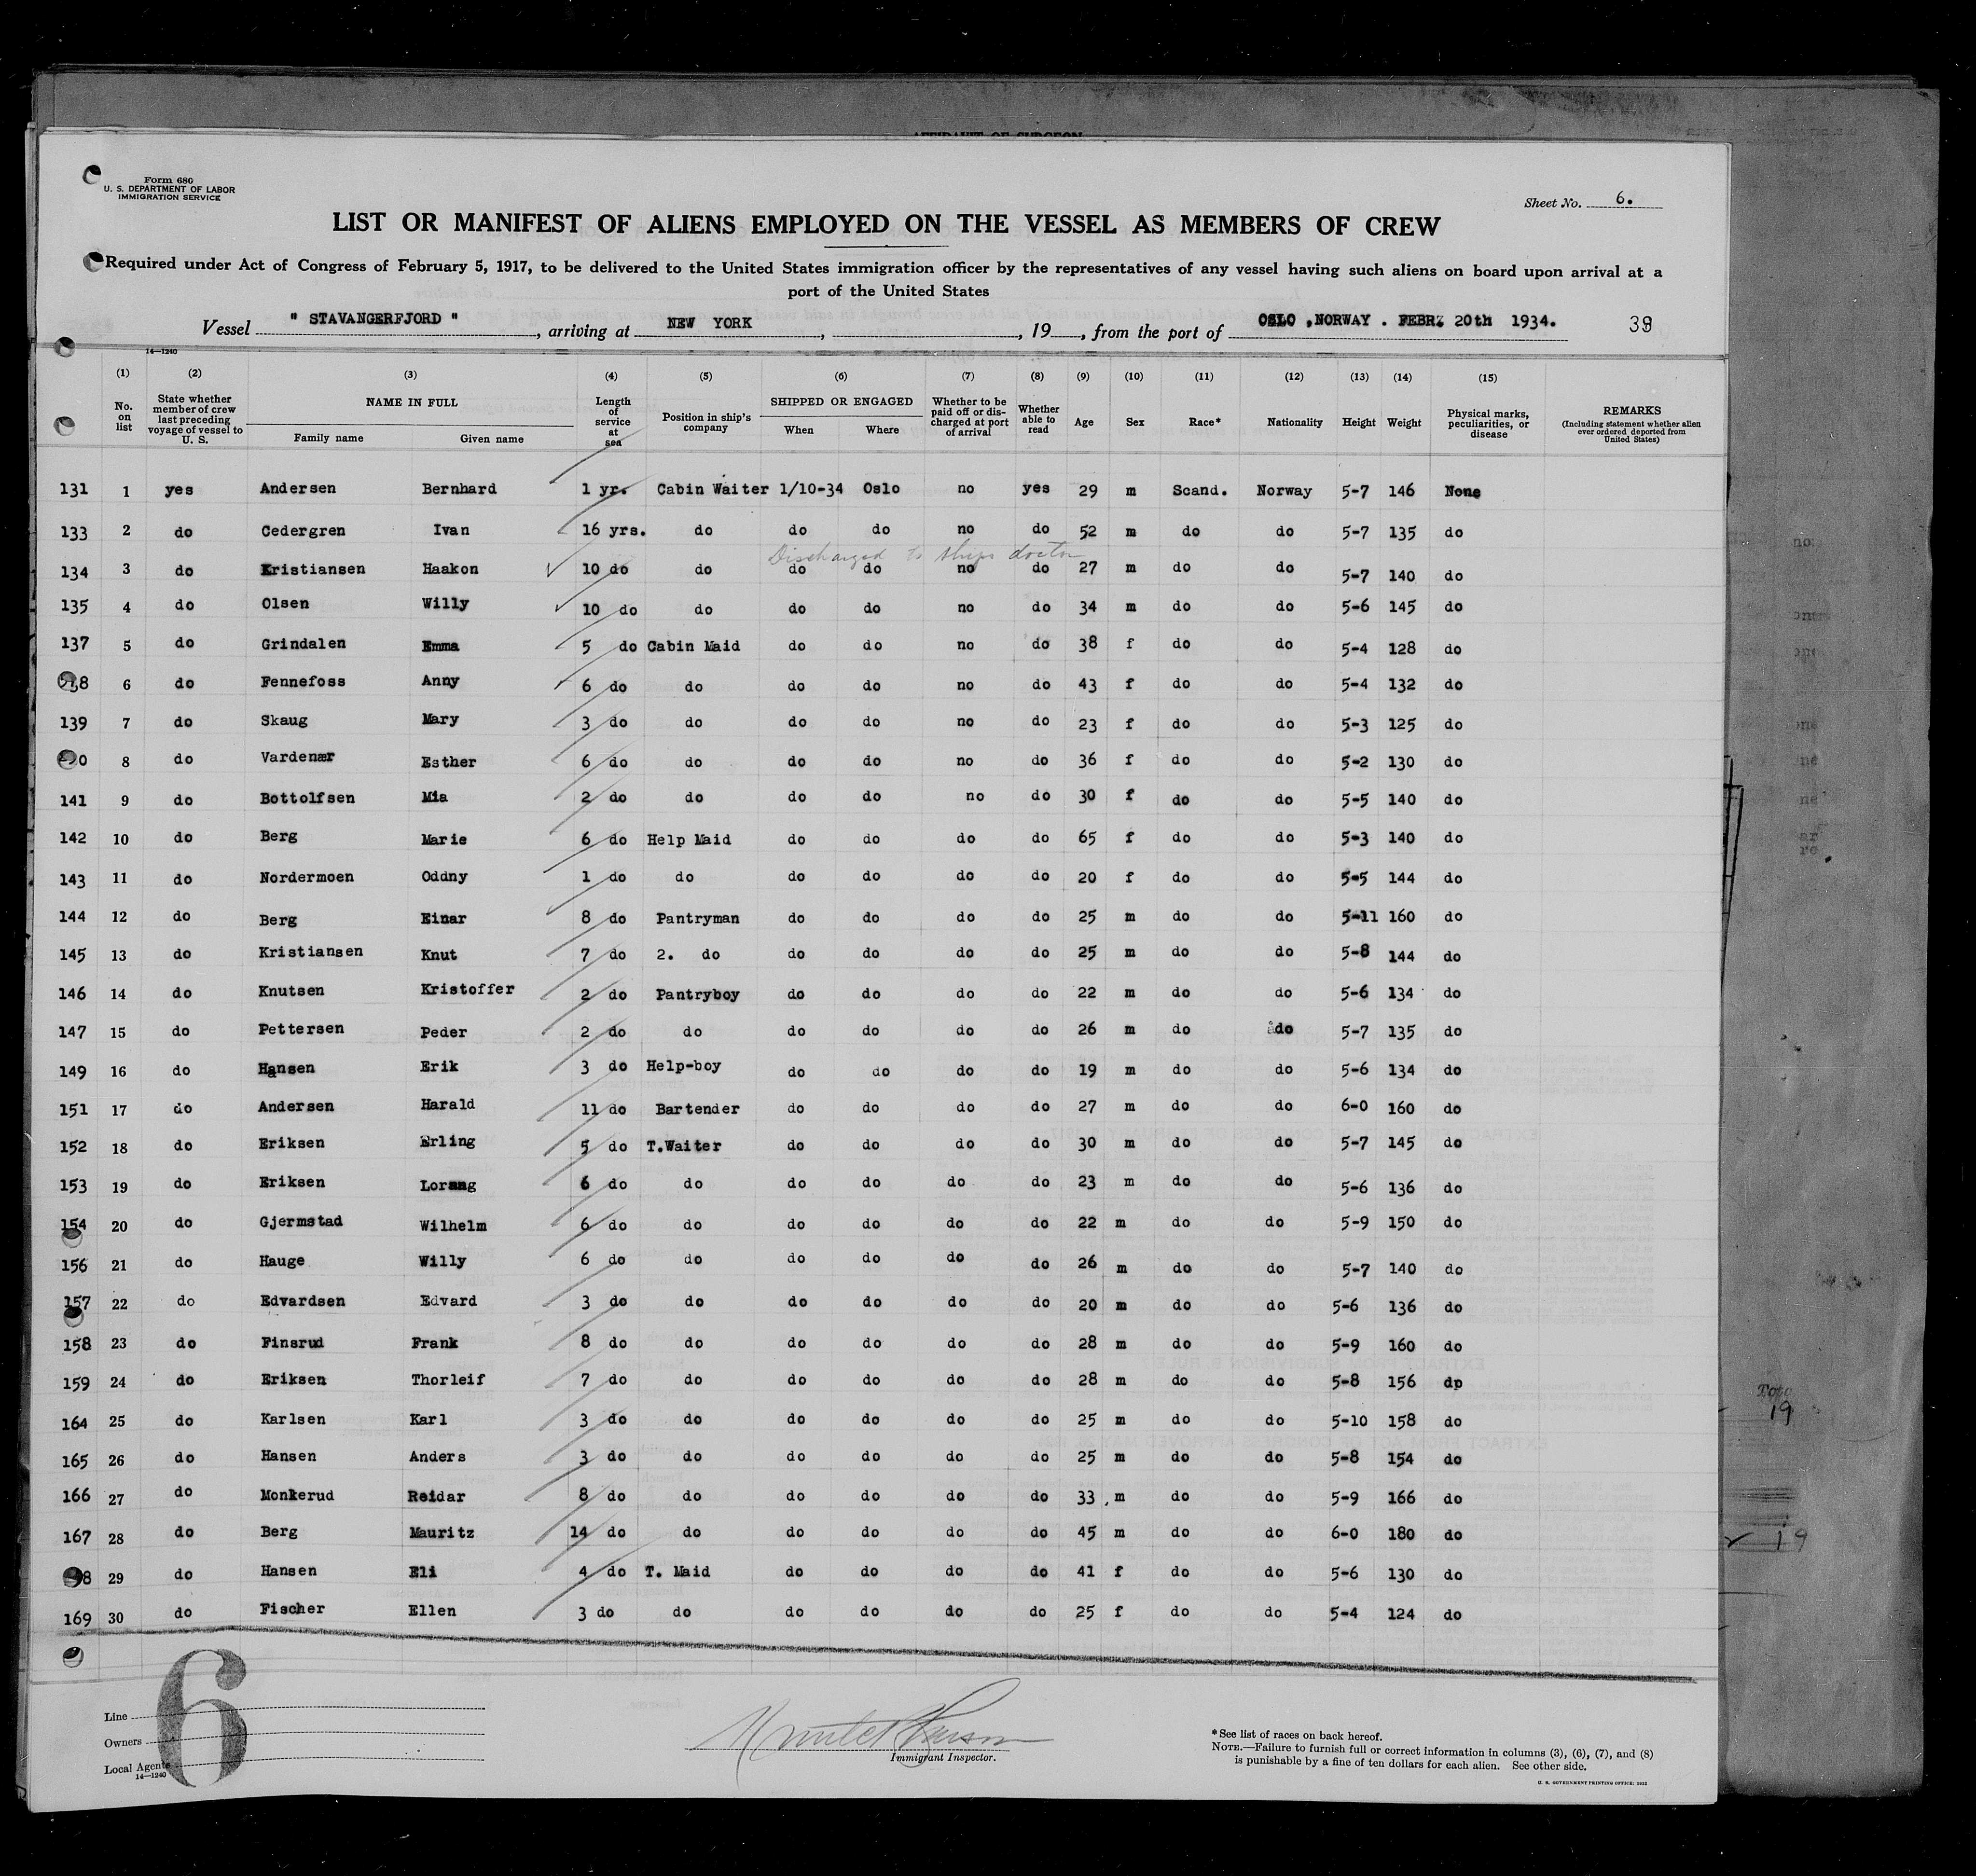 AFFIDAVIT OF SURGEON
Form 680
U. S. DEPARTMENT OF LABOR
IMMIGRATION SERVICE
Sheet No. 6.
LIST OR MANIFEST OF ALIENS EMPLOYED ON THE VESSEL AS MEMBERS OF CREW
Required under Act of Congress of February 5, 1917, to be delivered to the United States immigration officer by the representatives of any vessel having such aliens on board upon arrival at a
port of the United States
Vessel " STAVANGERFJORD ", arriving at NEW YORK, , 19 , from the port of OSLO ,NORWAY . FEBR. 20th 1934. 39
14—1240
(1) (2) (3) (4) (5) (6) (7) (8) (9) (10) (11) (12) (13) (14) (15)
No. on list State whether member of crew last preceding voyage of vessel to U. S. NAME IN FULL Family name Given name Length of service at sea Position in ship's company SHIPPED OR ENGAGED When Where Whether to be paid off or discharged at port of arrival Whether able to read Age Sex Race* Nationality Height Weight Physical marks, peculiarities, or disease REMARKS (Including statement whether alien ever ordered deported from United States)
131 1 yes Andersen Bernhard 1 yr. Cabin Waiter 1/10-34 Oslo no yes 29 m Scand. Norway 5-7 146 None
133 2 do Cedergren Ivan 16 yrs. do do do no do 52 m do do 5-7 135 do
Discharged to ships doctor
134 3 do Kristiansen Haakon 10 do do do do no do 27 m do do 5-7 140 do
135 4 do Olsen Willy 10 do do do do no do 34 m do do 5-6 145 do
137 5 do Grindalen Emma 5 do Cabin Maid do do no do 38 f do do 5-4 128 do
38 6 do Fennefoss Anny 6 do do do do no do 43 f do do 5-4 132 do
139 7 do Skaug Mary 3 do do do do no do 23 f do do 5-3 125 do
0 8 do Vardenær Esther 6 do do do do no do 36 f do do 5-2 130 do
141 9 do Bottolfsen Mia 2 do do do do no do 30 f do do 5-5 140 do
142 10 do Berg Marie 6 do Help Maid do do do do 65 f do do 5-3 140 do
143 11 do Nordermoen Oddny 1 do do do do do do 20 f do do 5-5 144 do
144 12 do Berg Einar 8 do Pantryman do do do do 25 m do do 5-11 160 do
145 13 do Kristiansen Knut 7 do 2. do do do do do 25 m do do 5-8 144 do
146 14 do Knutsen Kristoffer 2 do Pantryboy do do do do 22 m do do 5-6 134 do
147 15 do Pettersen Peder 2 do do do do do do 26 m do do 5-7 135 do
149 16 do Hansen Erik 3 do Help-boy do do do do 19 m do do 5-6 134 do
151 17 do Andersen Harald 11 do Bartender do do do do 27 m do do 6-0 160 do
152 18 do Eriksen Erling 5 do T.Waiter do do do do 30 m do do 5-7 145 do
153 19 do Eriksen Lorang 6 do do do do do do 23 m do do 5-6 136 do
154 20 do Gjermstad Wilhelm 6 do do do do do do 22 m do do 5-9 150 do
156 21 do Hauge Willy 6 do do do do do do 26 m do do 5-7 140 do
157 22 do Edvardsen Edvard 3 do do do do do do 20 m do do 5-6 136 do
158 23 do Finsrud Frank 8 do do do do do do 28 m do do 5-9 160 do
159 24 do Eriksen Thorleif 7 do do do do do do 28 m do do 5-8 156 dp
164 25 do Karlsen Karl 3 do do do do do do 25 m do do 5-10 158 do
165 26 do Hansen Anders 3 do do do do do do 25 m do do 5-8 154 do
166 27 do Monkerud Reidar 8 do do do do do do 33 m do do 5-9 166 do
167 28 do Berg Mauritz 14 do do do do do do 45 m do do 6-0 180 do
8 29 do Hansen Eli 4 do T. Maid do do do do 41 f do do 5-6 130 do
169 30 do Fischer Ellen 3 do do do do do do 25 f do do 5-4 124 do
6
Line
Owners
Local Agents
14—1240
Immigrant Inspector.
*See list of races on back hereof.
NOTE.—Failure to furnish full or correct information in columns (3), (6), (7), and (8)
is punishable by a fine of ten dollars for each alien. See other side.
U. S. GOVERNMENT PRINTING OFFICE: 1932
19
19